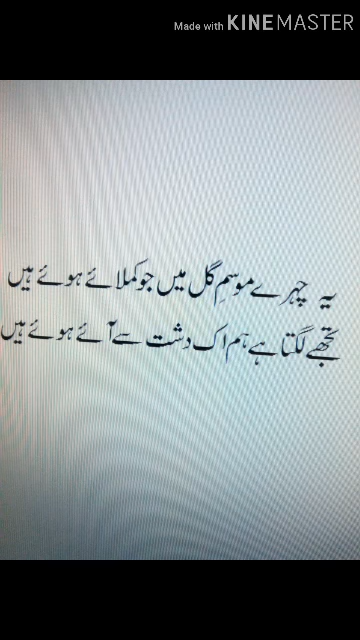 Made with KINEMASTER
یہ چہرے موسمِ گل میں جو کملائے ہوئے ہیں
تجھے لگتا ہے ہم اک دشت سے آئے ہوئے ہیں